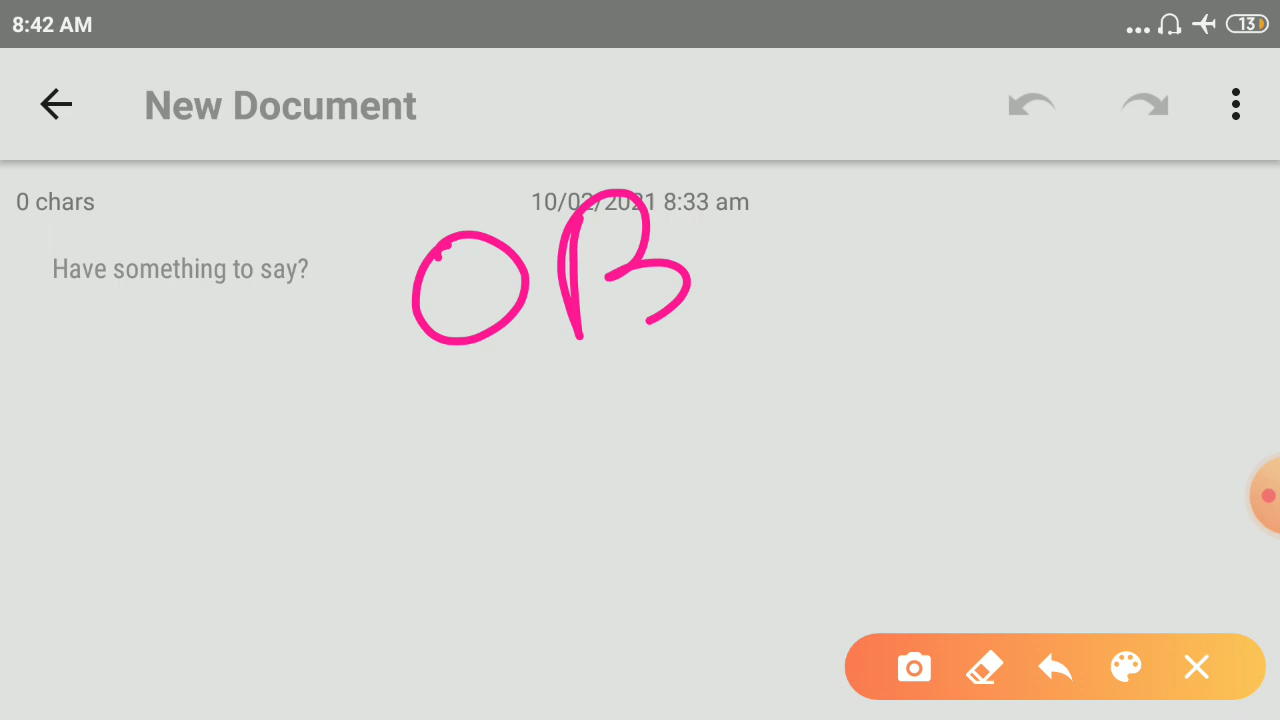 8:42 AM
13
New Document
0 chars
10/02/2021 8:33 am
Have something to say?
OB